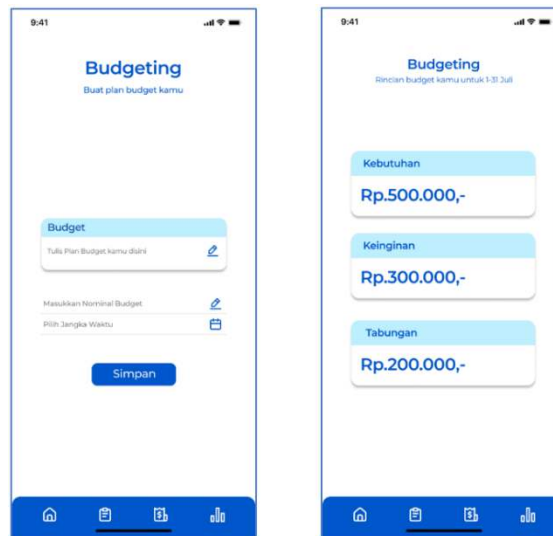 9:41
Budgeting
Buat plan budget kamu
Budget
Tulis Plan Budget kamu disini
Masukkan Nominal Budget
Pilih Jangka Waktu
Simpan
9:41
Budgeting
Rincian budget kamu untuk 1-31 Juli
Kebutuhan
Rp.500.000,-
Keinginan
Rp.300.000,-
Tabungan
Rp.200.000,-